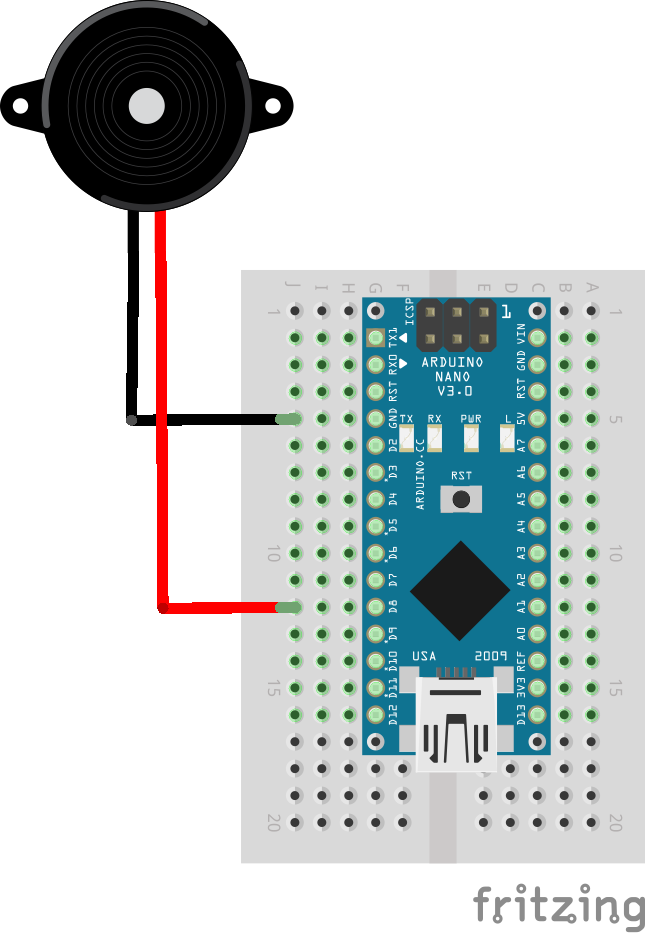 J I H G F E D C B A
1 1
ICSP 1
TX1 VIN
RX0 GND
ARDUINO
NANO
V3.0
RST RST
GND 5V
TX RX PWR L
D2 A7
ARDUINO.CC
D3 A6
RST
D4 A5
D5 A4
D6 A3
D7 A2
D8 A1
D9 A0
D10 REF
USA 2009
D11 3V3
D12 D13
5
10 10
15 15
20 20
fritzing